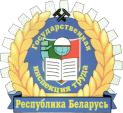 Государственная
инспекция труда
Республика Беларусь